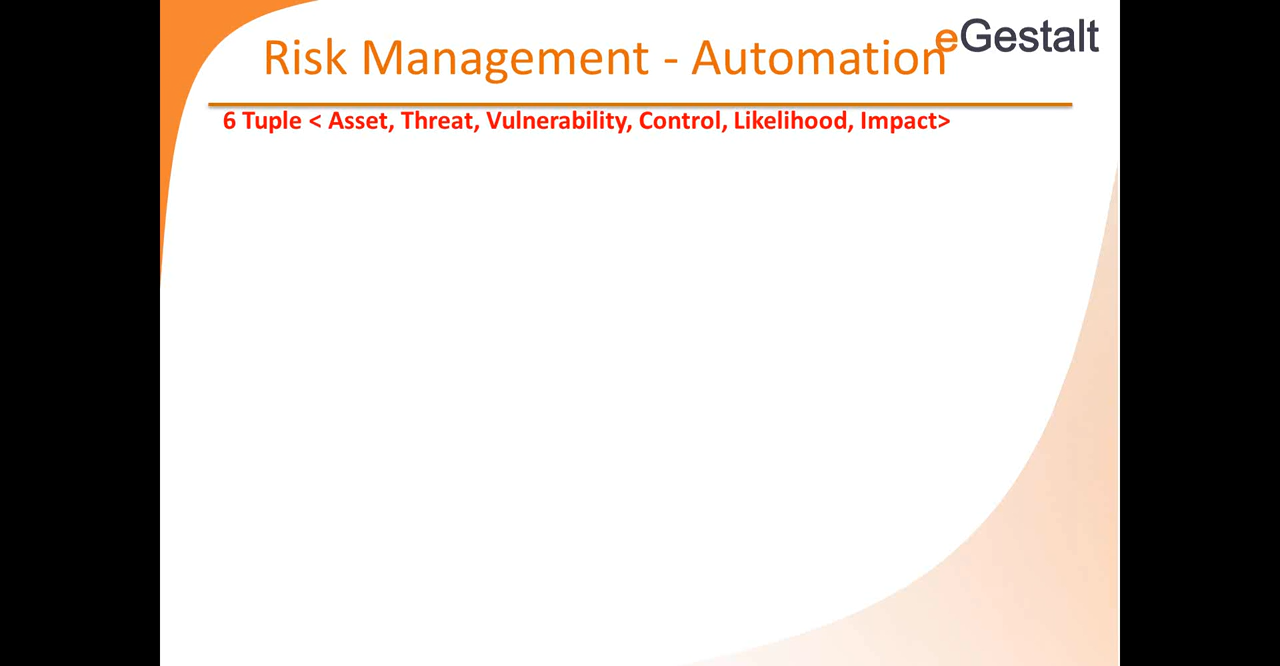 eGestalt
Risk Management - Automation
6 Tuple < Asset, Threat, Vulnerability, Control, Likelihood, Impact>